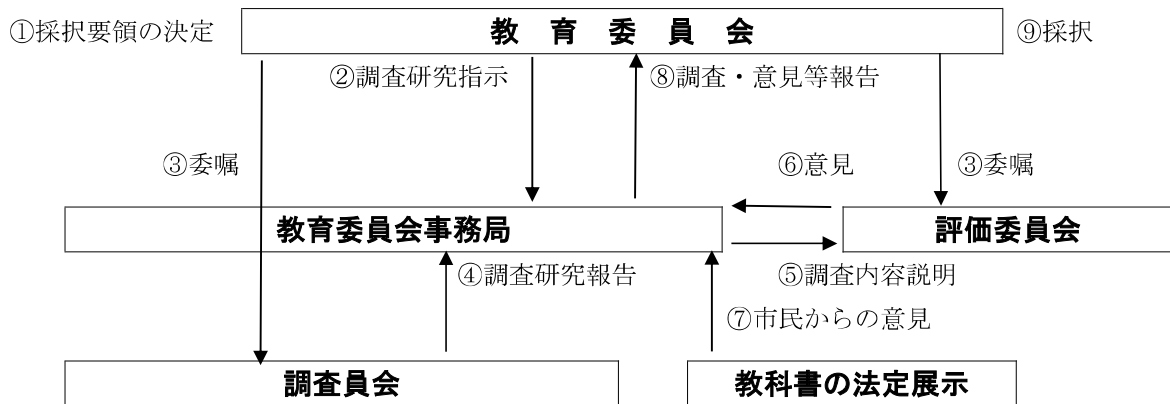 ①採択要領の決定
教 育 委 員 会
⑨採択
②調査研究指示
⑧調査・意見等報告
③委嘱
⑥意見
③委嘱
教育委員会事務局
評価委員会
④調査研究報告
⑤調査内容説明
⑦市民からの意見
調査員会
教科書の法定展示